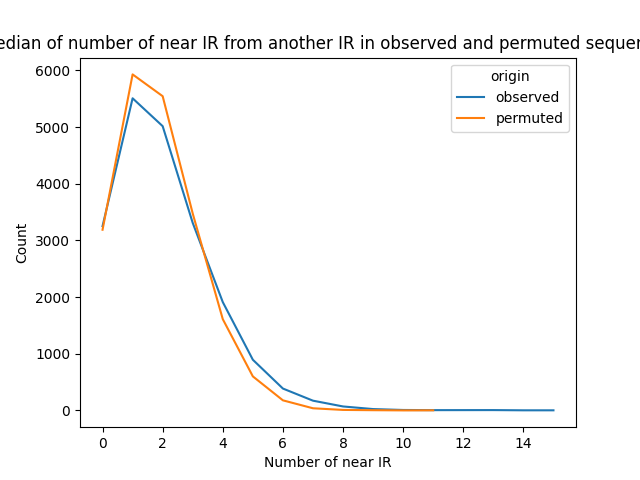 edian of number of near IR from another IR in observed and permuted sequen
origin
observed
permuted
6000
5000
4000
3000
2000
1000
0
Count
0 2 4 6 8 10 12 14
Number of near IR